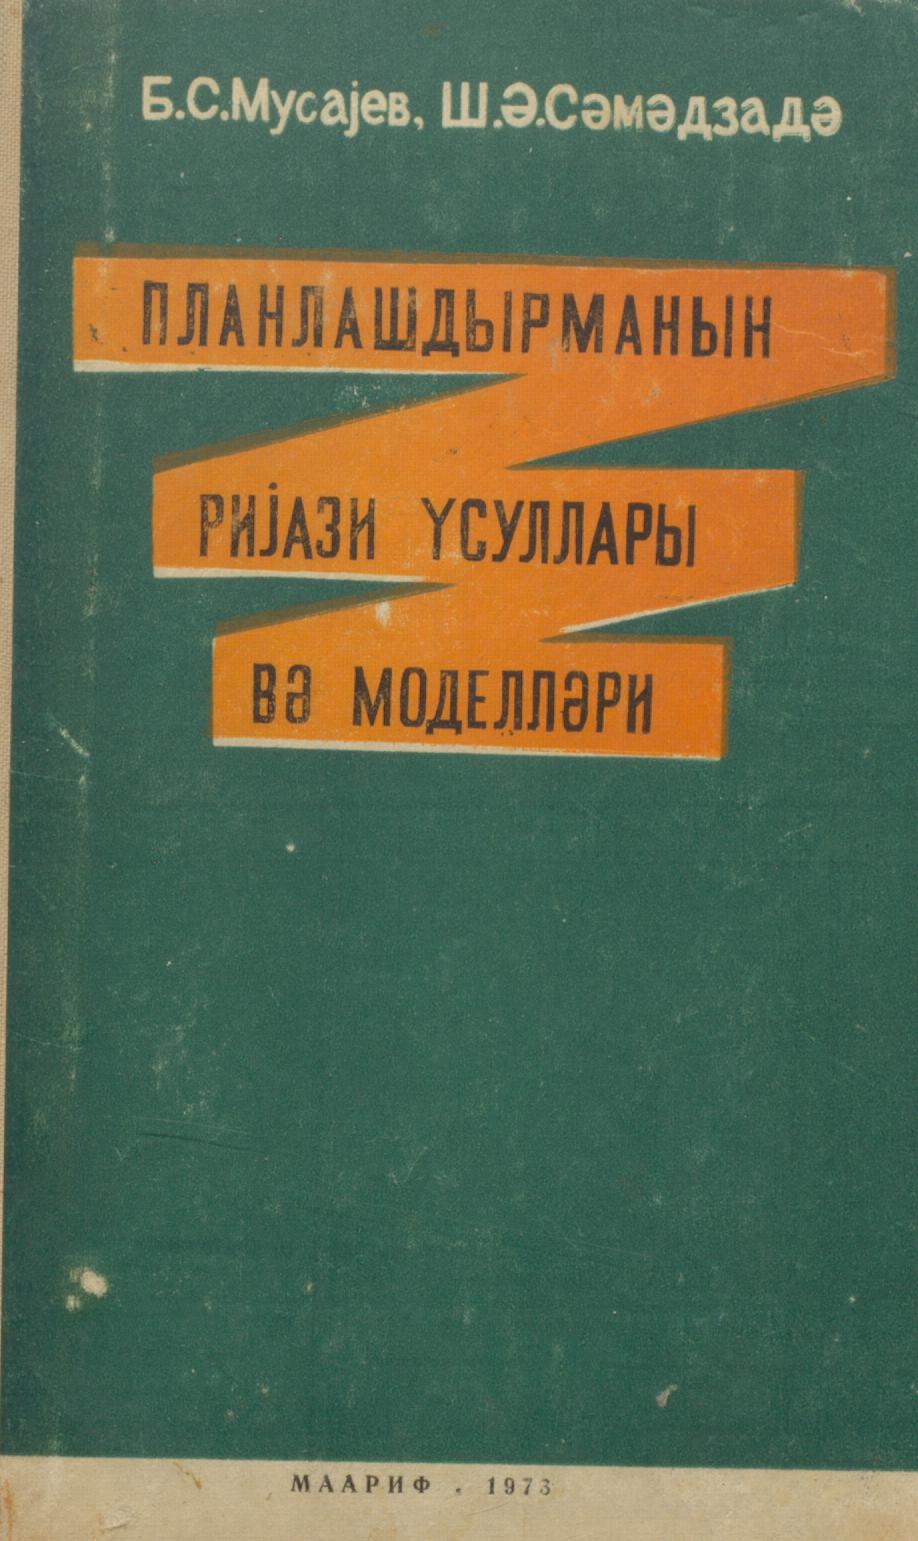 Б.С.Мусајев, Ш.Ә.Сәмәдзадә
ПЛАНЛАШДЫРМАНЫН
РИЈАЗИ ҮСУЛЛАРЫ
ВӘ МОДЕЛЛӘРИ
МААРИФ . 1973